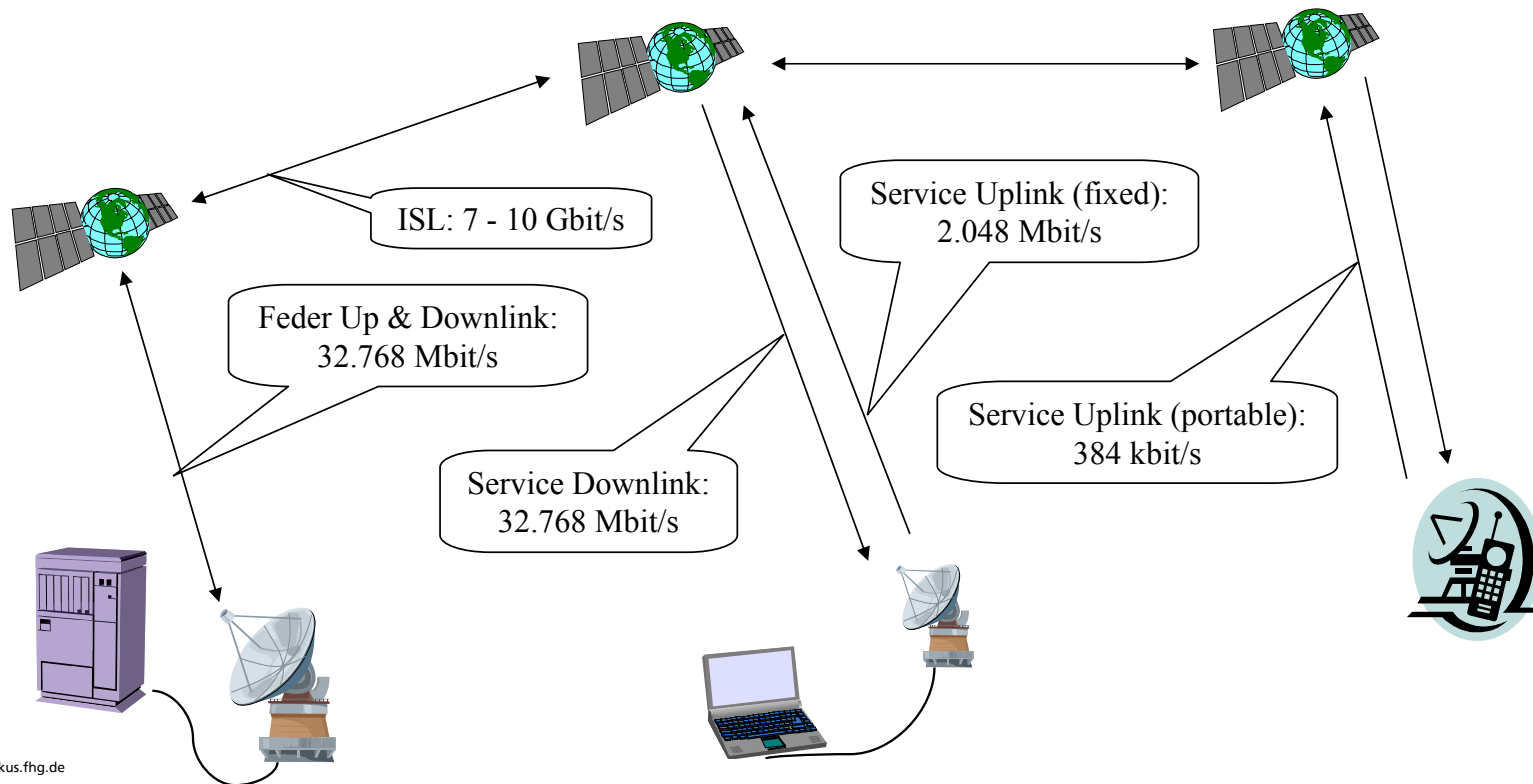 ISL: 7 - 10 Gbit/s
Service Uplink (fixed):
2.048 Mbit/s
Feder Up & Downlink:
32.768 Mbit/s
Service Uplink (portable):
384 kbit/s
Service Downlink:
32.768 Mbit/s
kus.fhg.de